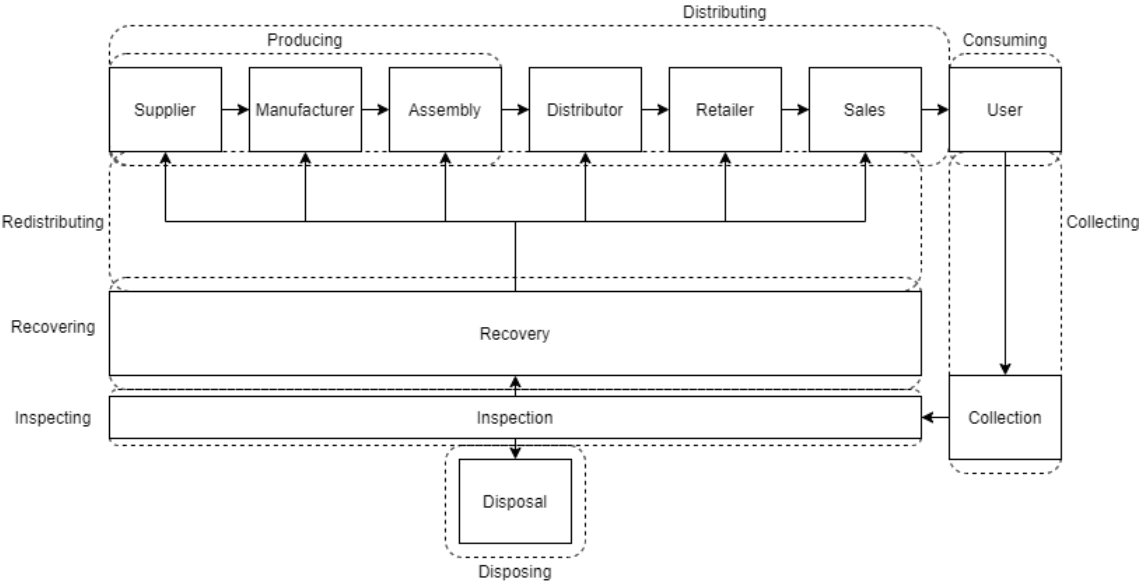 Distributing
Producing
Consuming
Supplier
Manufacturer
Assembly
Distributor
Retailer
Sales
User
Redistributing
Collecting
Recovering
Recovery
Inspecting
Inspection
Collection
Disposal
Disposing